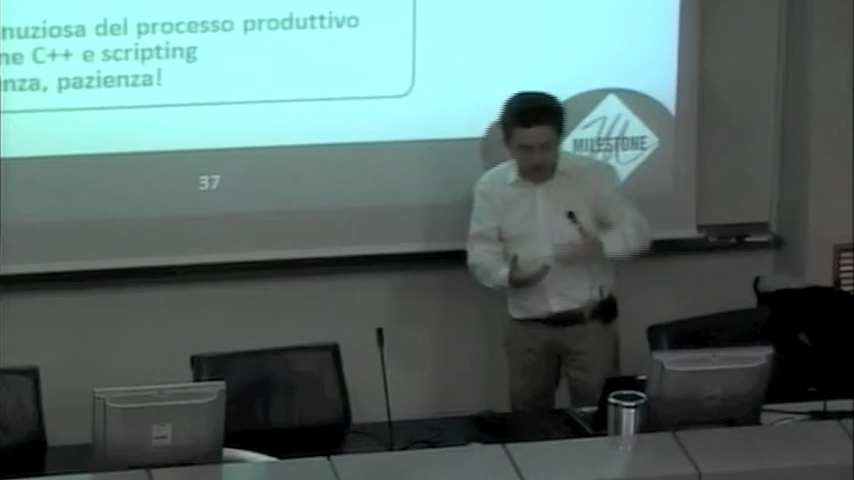 nuziosa del processo produttivo
ne C++ e scripting
nza, pazienza!
37
MILESTONE